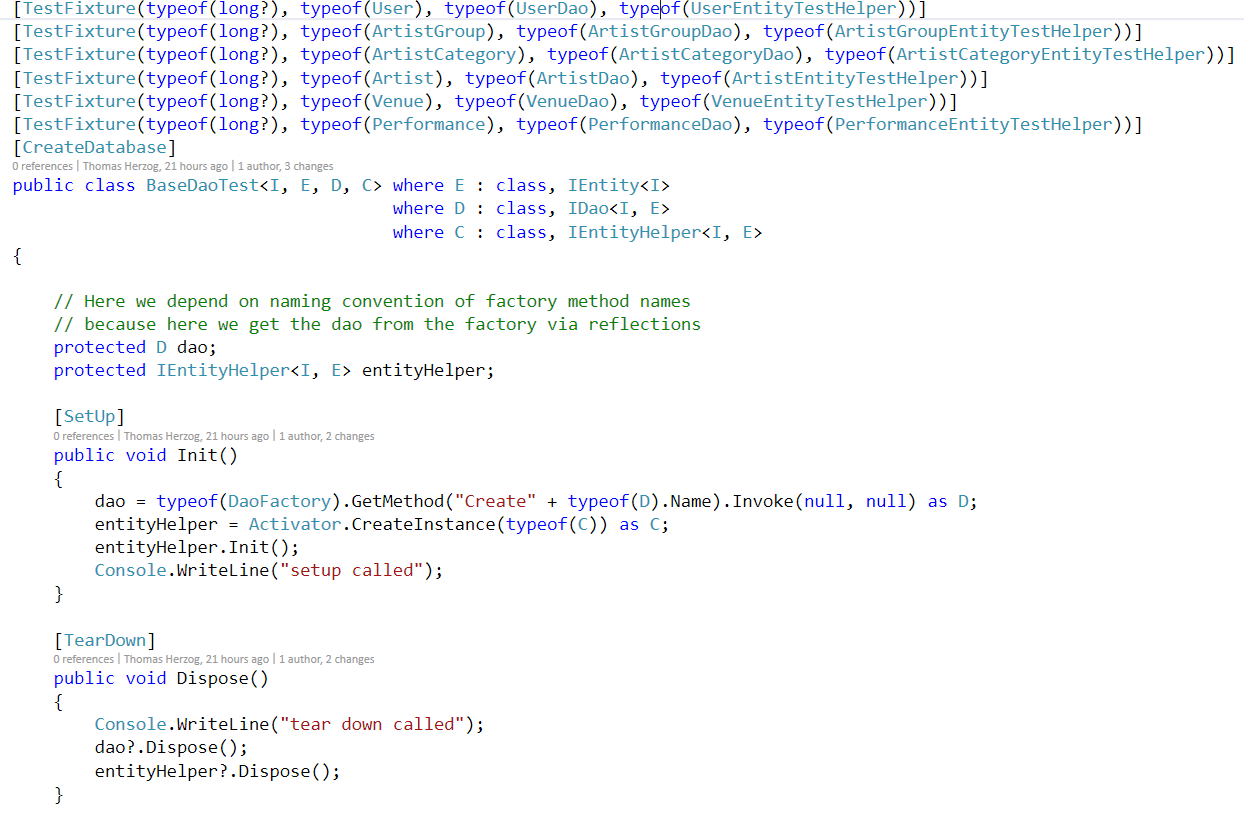 [TestFixture(typeof(long?), typeof(User), typeof(UserDao), typeof(UserEntityTestHelper))]
[TestFixture(typeof(long?), typeof(ArtistGroup), typeof(ArtistGroupDao), typeof(ArtistGroupEntityTestHelper))]
[TestFixture(typeof(long?), typeof(ArtistCategory), typeof(ArtistCategoryDao), typeof(ArtistCategoryEntityTestHelper))]
[TestFixture(typeof(long?), typeof(Artist), typeof(ArtistDao), typeof(ArtistEntityTestHelper))]
[TestFixture(typeof(long?), typeof(Venue), typeof(VenueDao), typeof(VenueEntityTestHelper))]
[TestFixture(typeof(long?), typeof(Performance), typeof(PerformanceDao), typeof(PerformanceEntityTestHelper))]
[CreateDatabase]
0 references | Thomas Herzog, 21 hours ago | 1 author, 3 changes
public class BaseDaoTest<I, E, D, C> where E : class, IEntity<I>
where D : class, IDao<I, E>
where C : class, IEntityHelper<I, E>
{
// Here we depend on naming convention of factory method names
// because here we get the dao from the factory via reflections
protected D dao;
protected IEntityHelper<I, E> entityHelper;
[SetUp]
0 references | Thomas Herzog, 21 hours ago | 1 author, 2 changes
public void Init()
{
dao = typeof(DaoFactory).GetMethod("Create" + typeof(D).Name).Invoke(null, null) as D;
entityHelper = Activator.CreateInstance(typeof(C)) as C;
entityHelper.Init();
Console.WriteLine("setup called");
}
[TearDown]
0 references | Thomas Herzog, 21 hours ago | 1 author, 2 changes
public void Dispose()
{
Console.WriteLine("tear down called");
dao?.Dispose();
entityHelper?.Dispose();
}